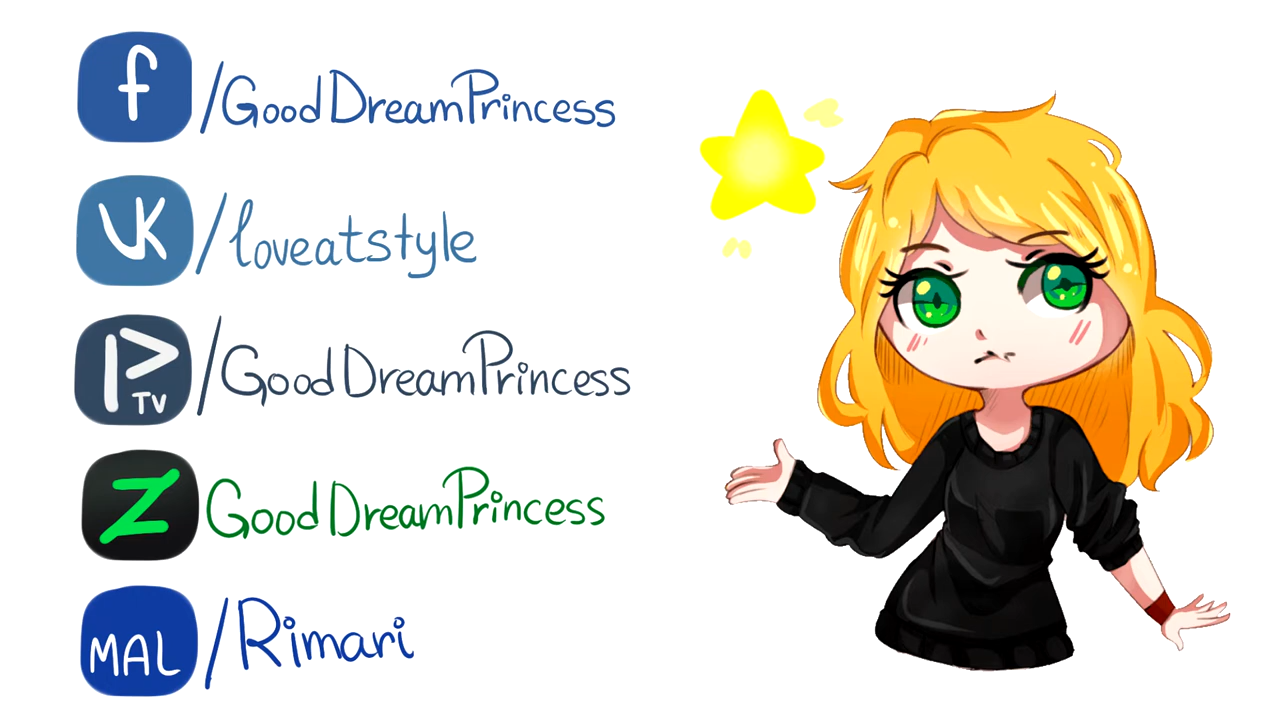 f /GoodDreamPrincess
VK /loveatstyle
P TV /GoodDreamPrincess
Z GoodDreamPrincess
MAL /Rimari